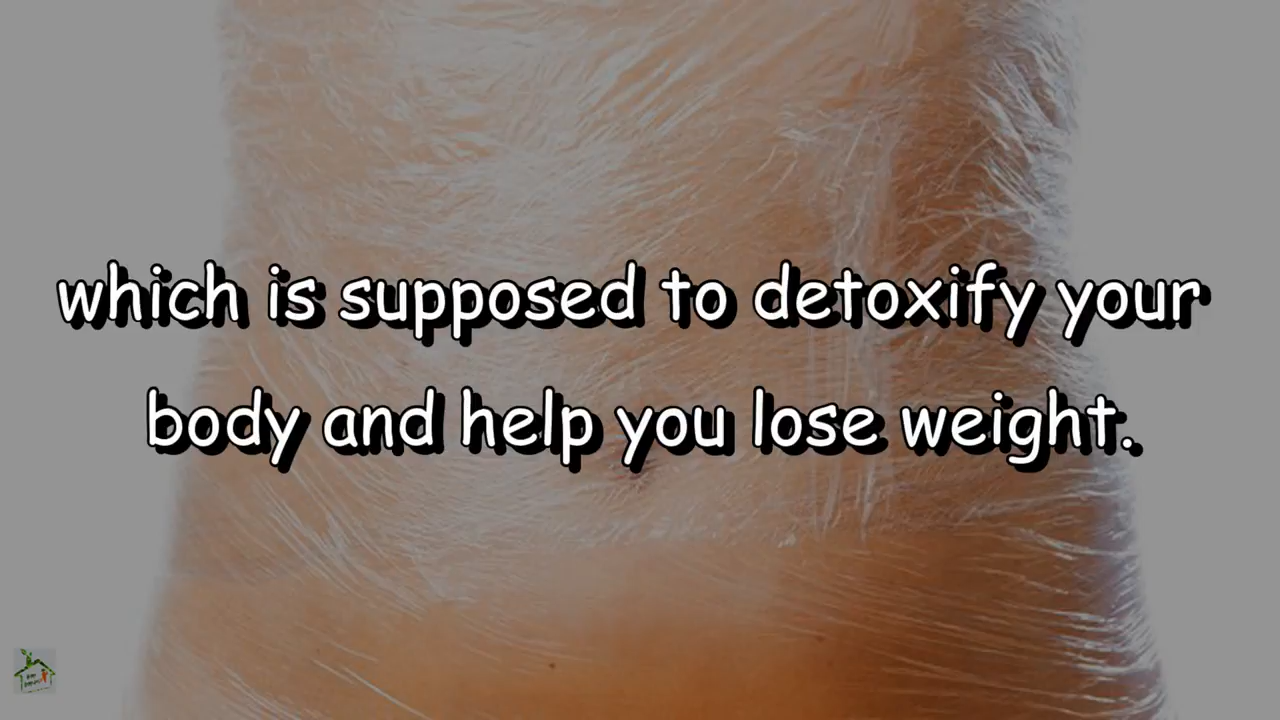 which is supposed to detoxify your
body and help you lose weight.